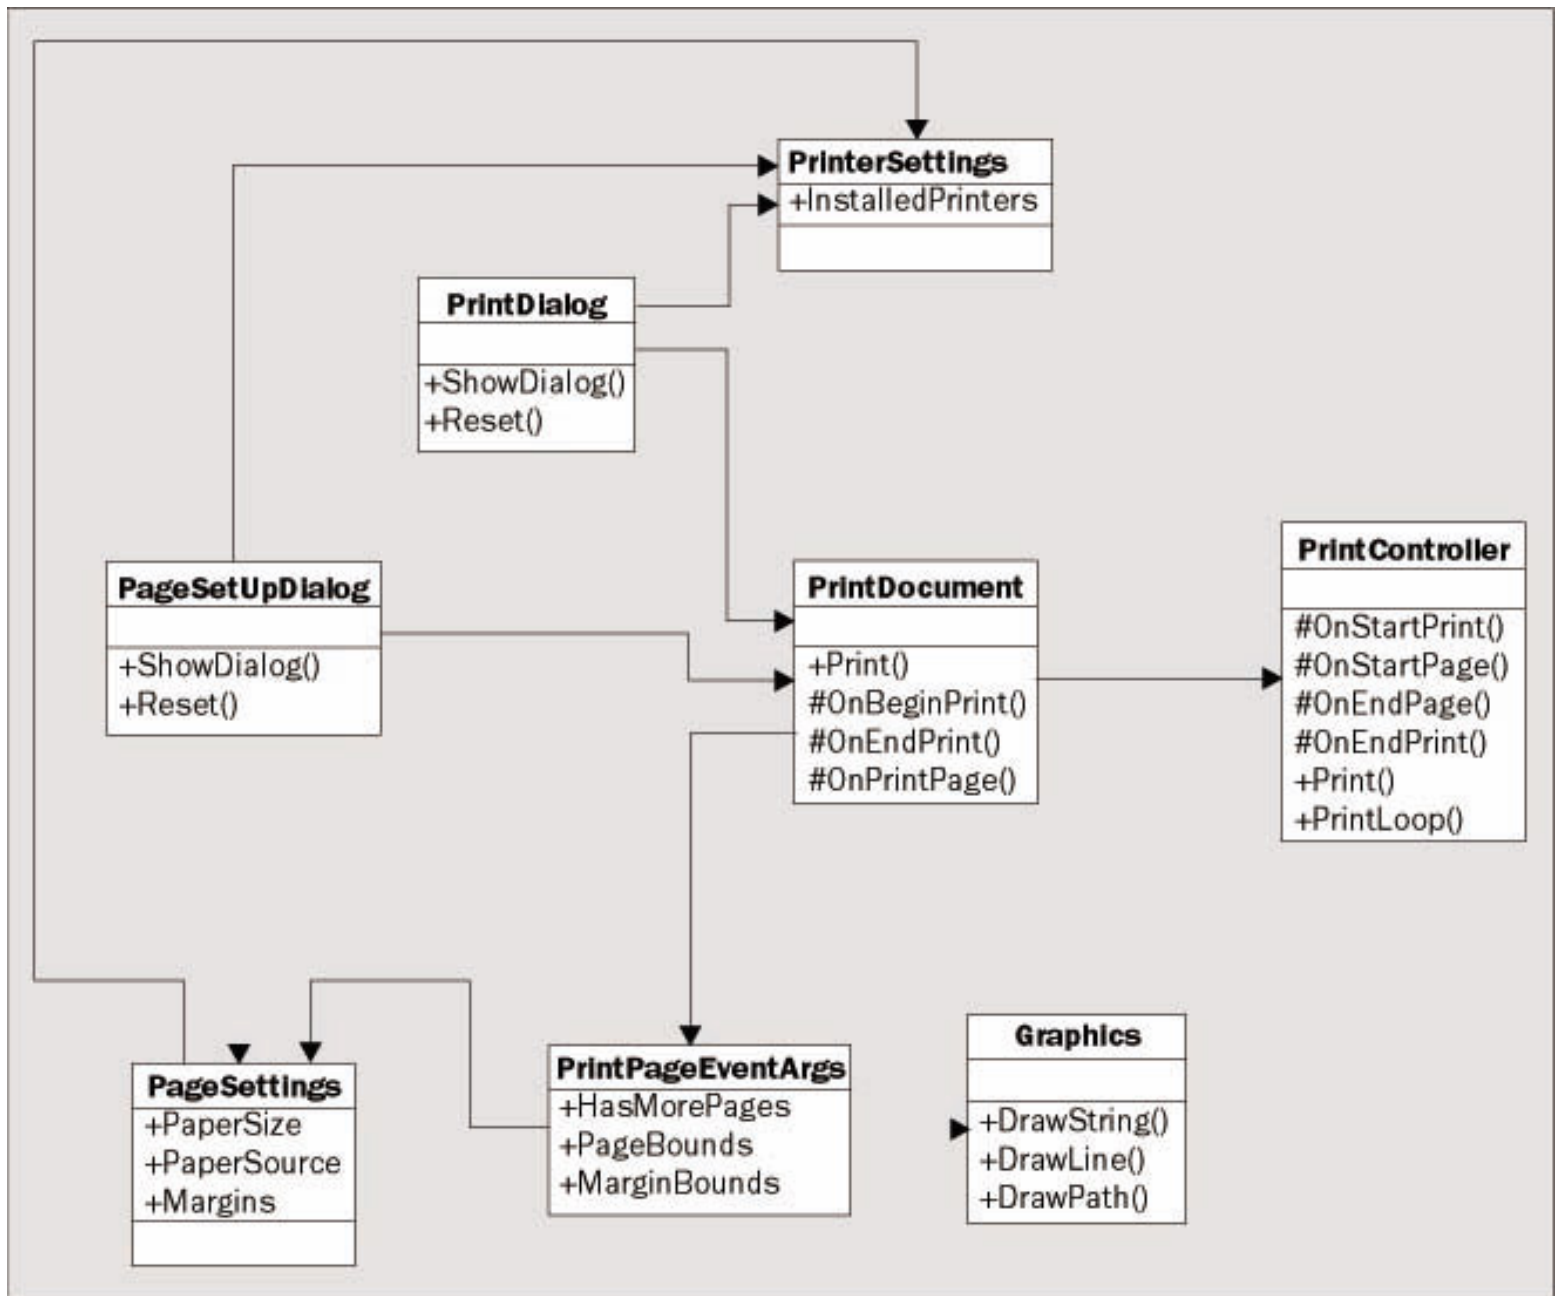 PrinterSettings
+InstalledPrinters
PrintDialog
+ShowDialog()
+Reset()
PageSetUpDialog
+ShowDialog()
+Reset()
PrintDocument
+Print()
#OnBeginPrint()
#OnEndPrint()
#OnPrintPage()
PrintController
#OnStartPrint()
#OnStartPage()
#OnEndPage()
#OnEndPrint()
+Print()
+PrintLoop()
PageSettings
+PaperSize
+PaperSource
+Margins
PrintPageEventArgs
+HasMorePages
+PageBounds
+MarginBounds
Graphics
+DrawString()
+DrawLine()
+DrawPath()